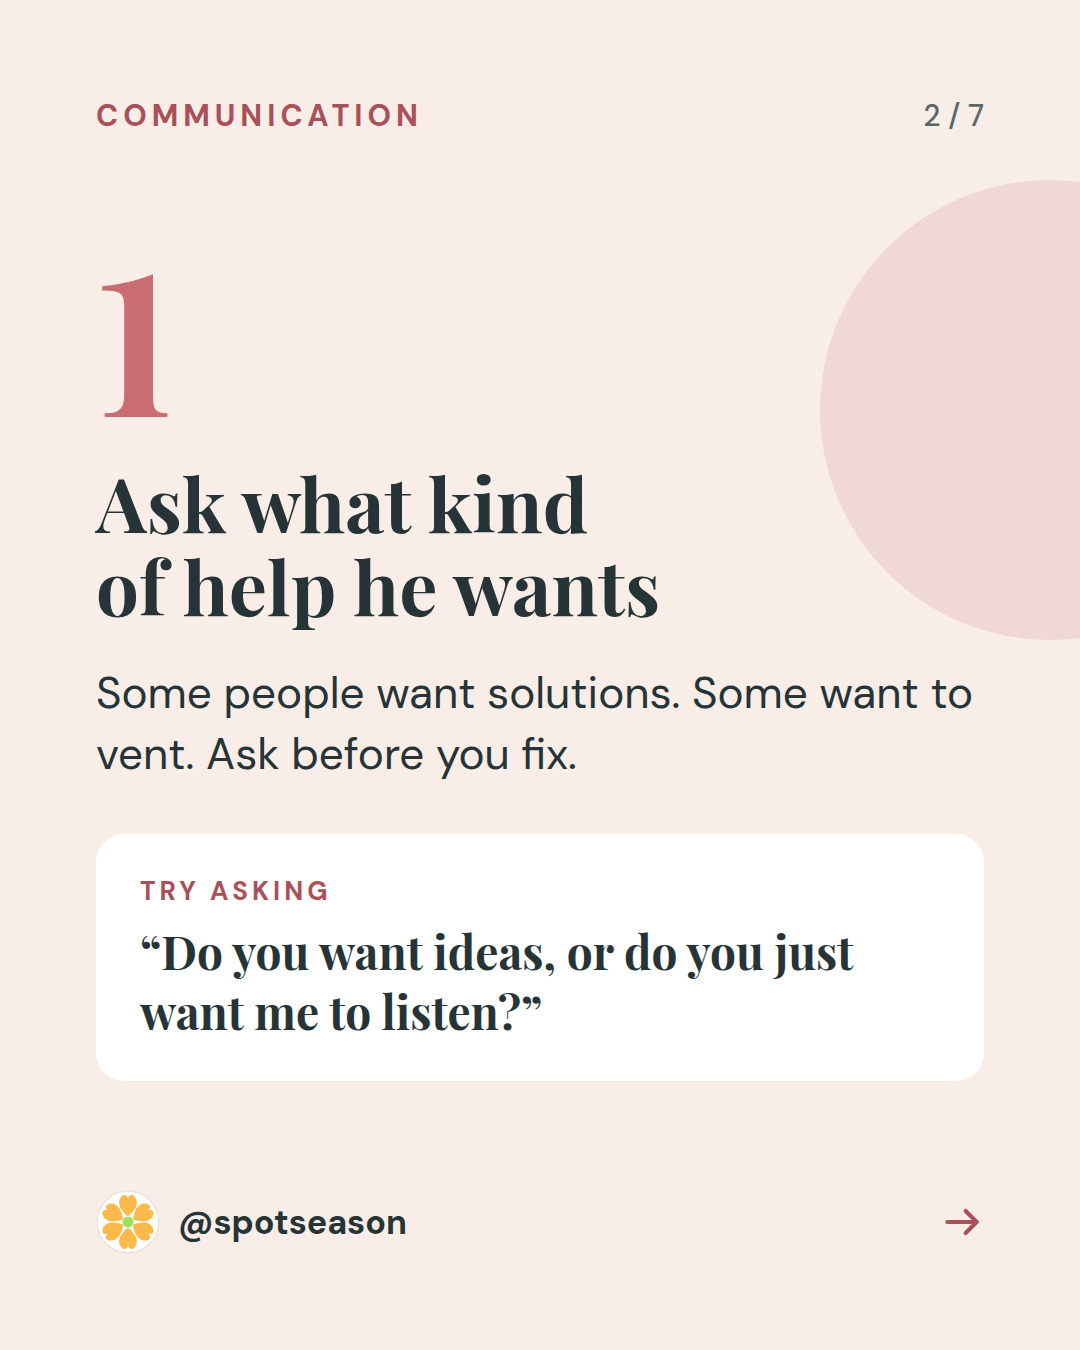 COMMUNICATION
2 / 7
1
Ask what kind
of help he wants
Some people want solutions. Some want to
vent. Ask before you fix.
TRY ASKING
“Do you want ideas, or do you just
want me to listen?”
@spotseason